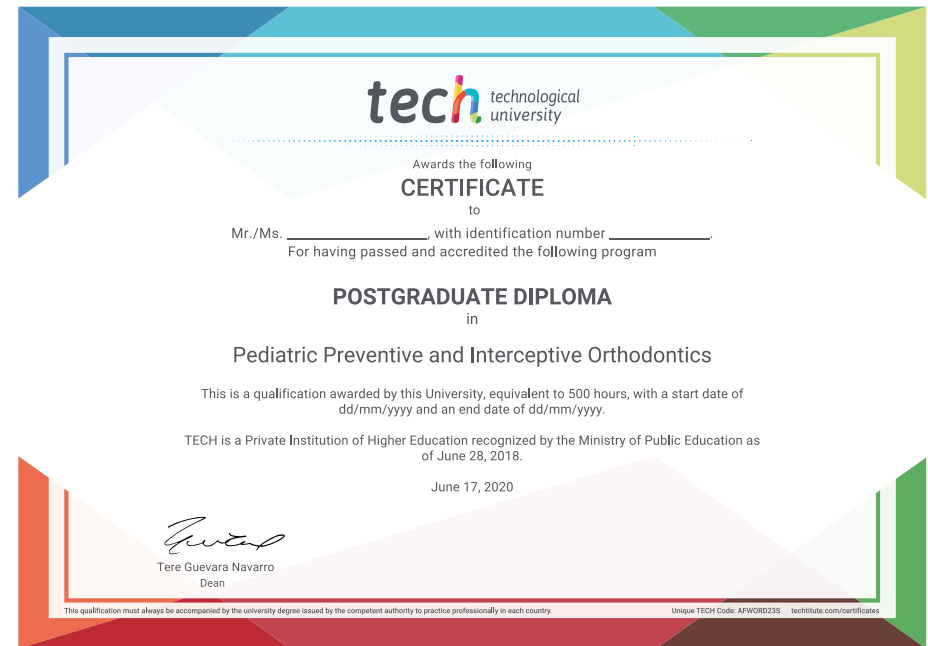 tech technological
university
Awards the following
CERTIFICATE
to
Mr./Ms. ____________________, with identification number ______________.
For having passed and accredited the following program
POSTGRADUATE DIPLOMA
in
Pediatric Preventive and Interceptive Orthodontics
This is a qualification awarded by this University, equivalent to 500 hours, with a start date of
dd/mm/yyyy and an end date of dd/mm/yyyy.
TECH is a Private Institution of Higher Education recognized by the Ministry of Public Education as
of June 28, 2018.
June 17, 2020
Tere Guevara Navarro
Dean
This qualification must always be accompanied by the university degree issued by the competent authority to practice professionally in each country.
Unique TECH Code: AFWORD23S techtitute.com/certificates